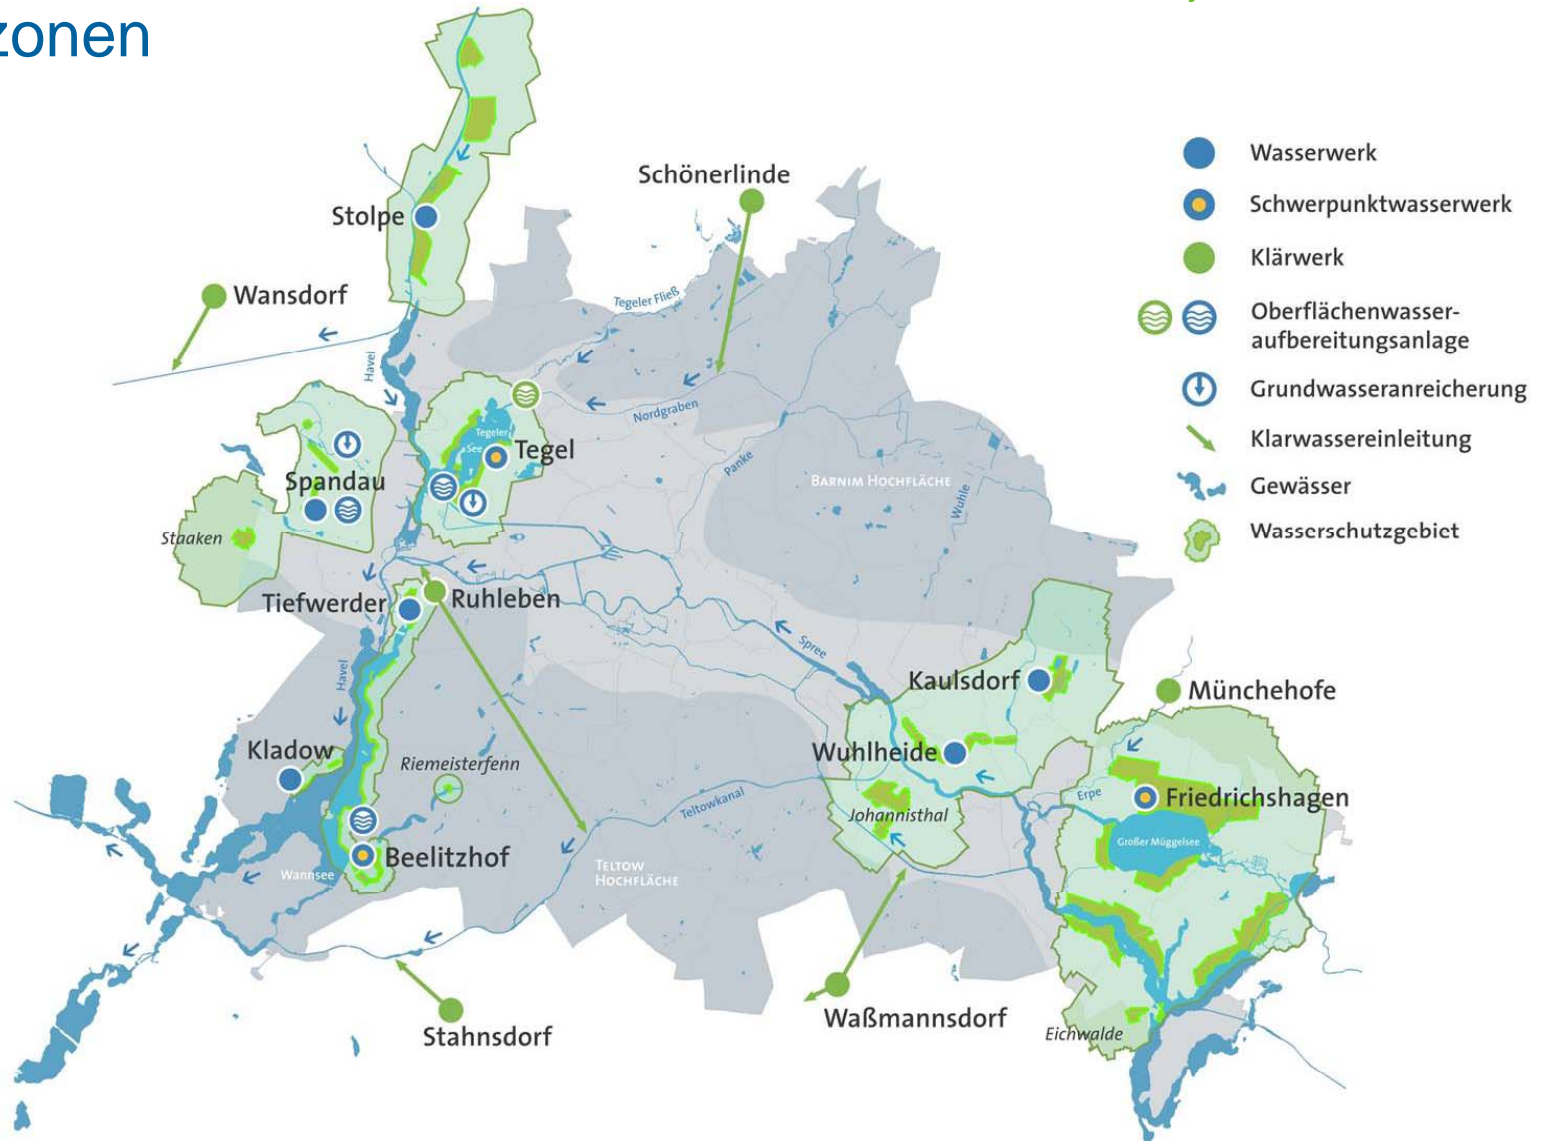 zonen
Schönerlinde
Stolpe
Wansdorf
Tegeler Fließ
Havel
Nordgraben
Tegeler
See
Tegel
Spandau
Staaken
Panke
BARNIM HOCHFLÄCHE
Wuhle
Tiefwerder
Ruhleben
Spree
Havel
Kaulsdorf
Münchehofe
Kladow
Riemeisterfenn
Wuhlheide
Erpe
Friedrichshagen
Teltowkanal
Johannisthal
Großer Müggelsee
Beelitzhof
Wannsee
TELTOW
HOCHFLÄCHE
Waßmannsdorf
Stahnsdorf
Eichwalde
Wasserwerk
Schwerpunktwasserwerk
Klärwerk
Oberflächenwasser-
aufbereitungsanlage
Grundwasseranreicherung
Klarwassereinleitung
Gewässer
Wasserschutzgebiet